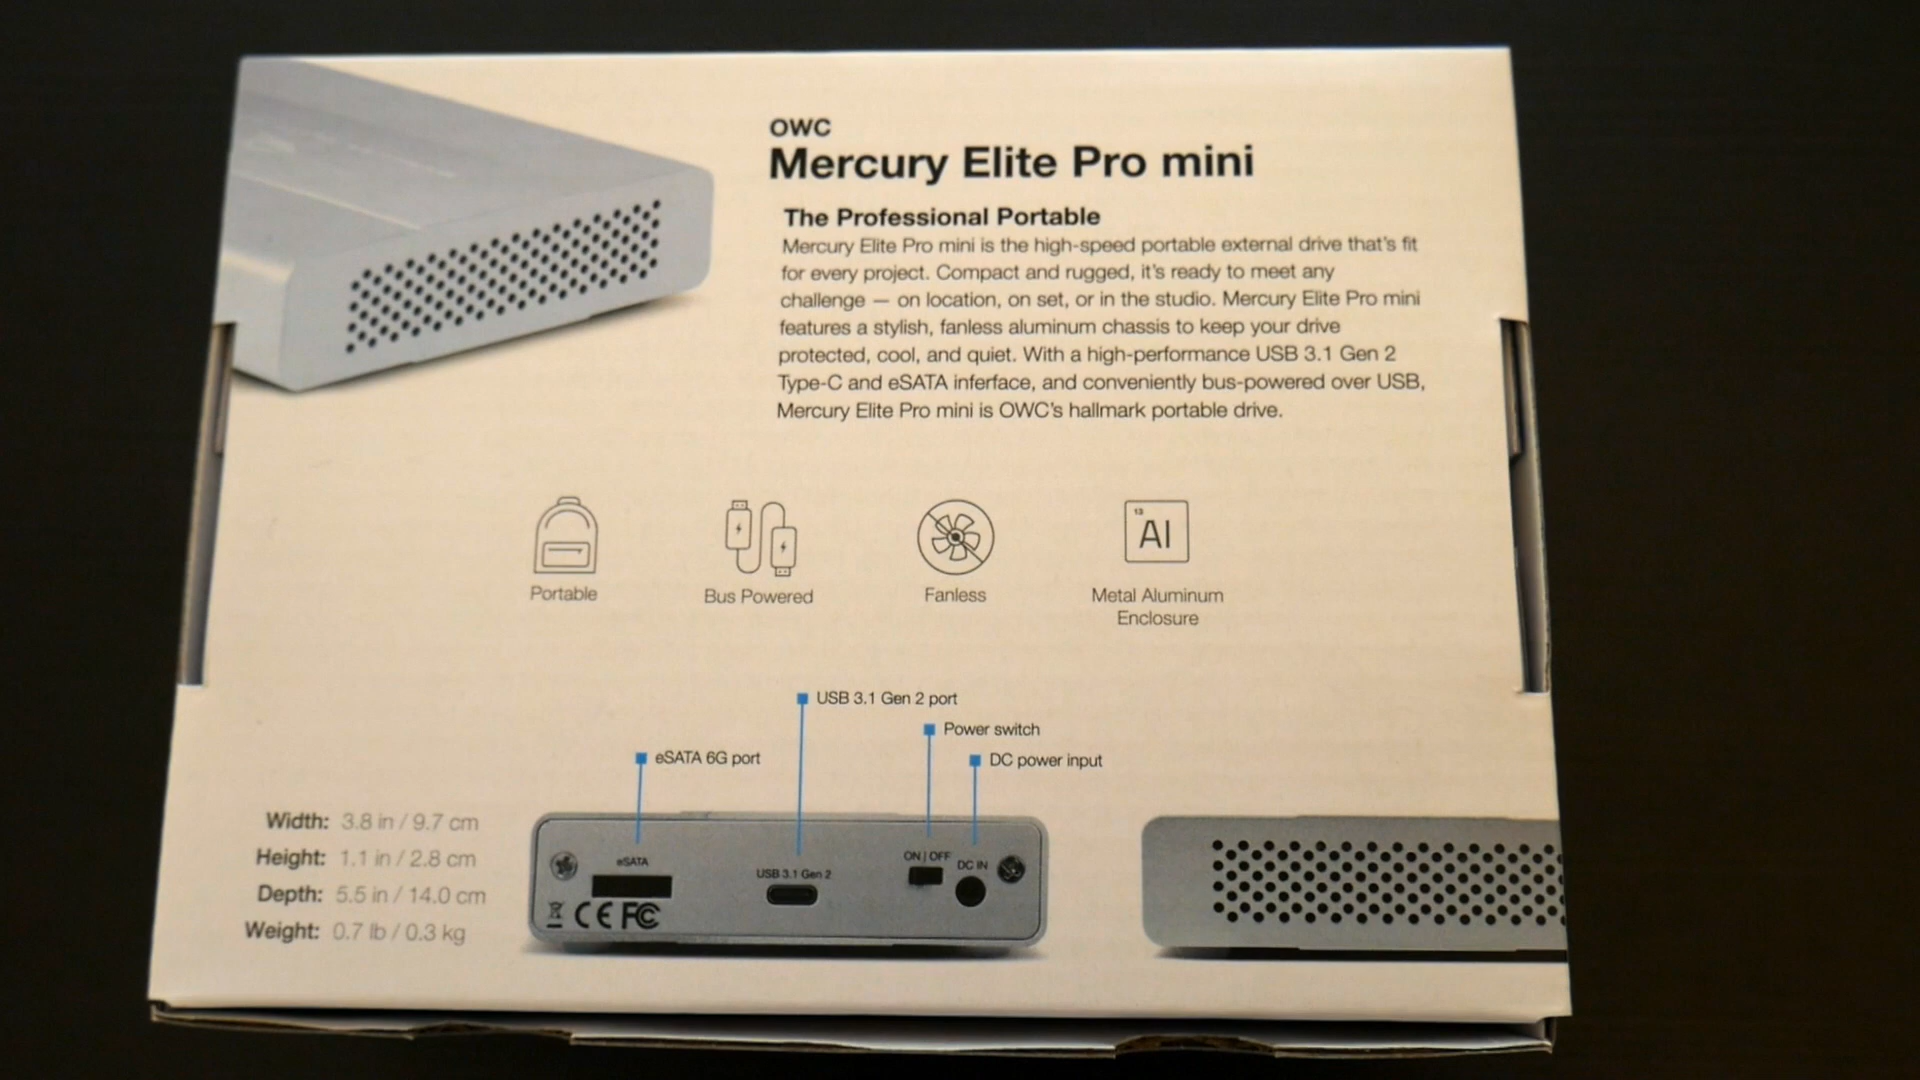 OWC
Mercury Elite Pro mini
The Professional Portable
Mercury Elite Pro mini is the high-speed portable external drive that's fit
for every project. Compact and rugged, it's ready to meet any
challenge — on location, on set, or in the studio. Mercury Elite Pro mini
features a stylish, fanless aluminum chassis to keep your drive
protected, cool, and quiet. With a high-performance USB 3.1 Gen 2
Type-C and eSATA inferface, and conveniently bus-powered over USB,
Mercury Elite Pro mini is OWC's hallmark portable drive.
13
Al
Portable
Bus Powered
Fanless
Metal Aluminum
Enclosure
USB 3.1 Gen 2 port
Power switch
eSATA 6G port
DC power input
Width: 3.8 in / 9.7 cm
Height: 1.1 in / 2.8 cm
Depth: 5.5 in / 14.0 cm
Weight: 0.7 lb / 0.3 kg
eSATA
USB 3.1 Gen 2
ON | OFF
DC IN
CE FC